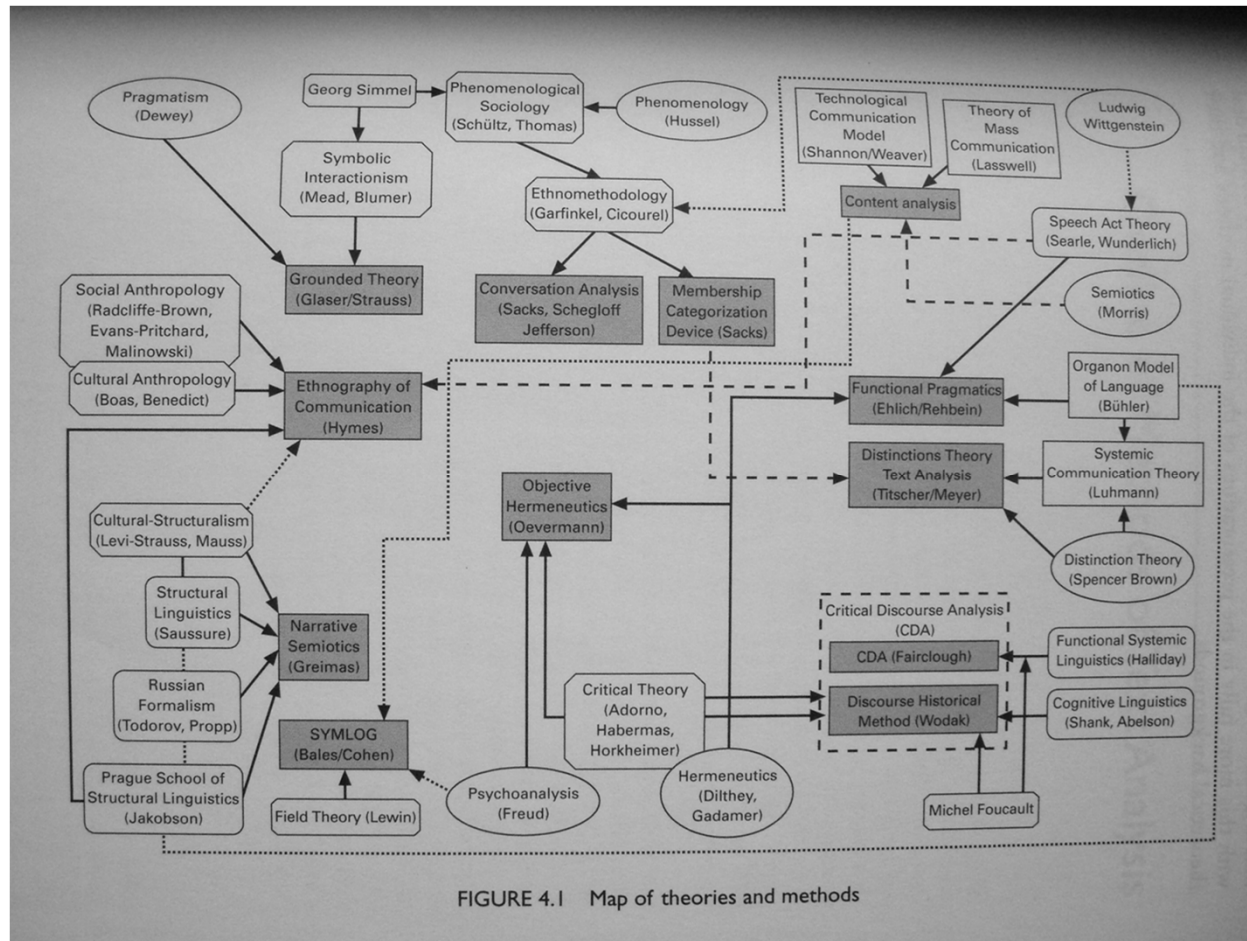 Pragmatism
(Dewey)
Georg Simmel
Phenomenological
Sociology
(Schültz, Thomas)
Phenomenology
(Hussel)
Technological
Communication
Model
(Shannon/Weaver)
Theory of
Mass
Communication
(Lasswell)
Ludwig
Wittgenstein
Symbolic
Interactionism
(Mead, Blumer)
Ethnomethodology
(Garfinkel, Cicourel)
Content analysis
Speech Act Theory
(Searle, Wunderlich)
Grounded Theory
(Glaser/Strauss)
Conversation Analysis
(Sacks, Schegloff
Jefferson)
Membership
Categorization
Device (Sacks)
Semiotics
(Morris)
Social Anthropology
(Radcliffe-Brown,
Evans-Pritchard,
Malinowski)
Cultural Anthropology
(Boas, Benedict)
Ethnography of
Communication
(Hymes)
Functional Pragmatics
(Ehlich/Rehbein)
Organon Model
of Language
(Bühler)
Distinctions Theory
Text Analysis
(Titscher/Meyer)
Systemic
Communication Theory
(Luhmann)
Objective
Hermeneutics
(Oevermann)
Cultural-Structuralism
(Levi-Strauss, Mauss)
Distinction Theory
(Spencer Brown)
Structural
Linguistics
(Saussure)
Narrative
Semiotics
(Greimas)
Critical Discourse Analysis
(CDA)
CDA (Fairclough)
Functional Systemic
Linguistics (Halliday)
Russian
Formalism
(Todorov, Propp)
Critical Theory
(Adorno,
Habermas,
Horkheimer)
Discourse Historical
Method (Wodak)
Cognitive Linguistics
(Shank, Abelson)
SYMLOG
(Bales/Cohen)
Prague School of
Structural Linguistics
(Jakobson)
Field Theory (Lewin)
Psychoanalysis
(Freud)
Hermeneutics
(Dilthey,
Gadamer)
Michel Foucault
FIGURE 4.1 Map of theories and methods